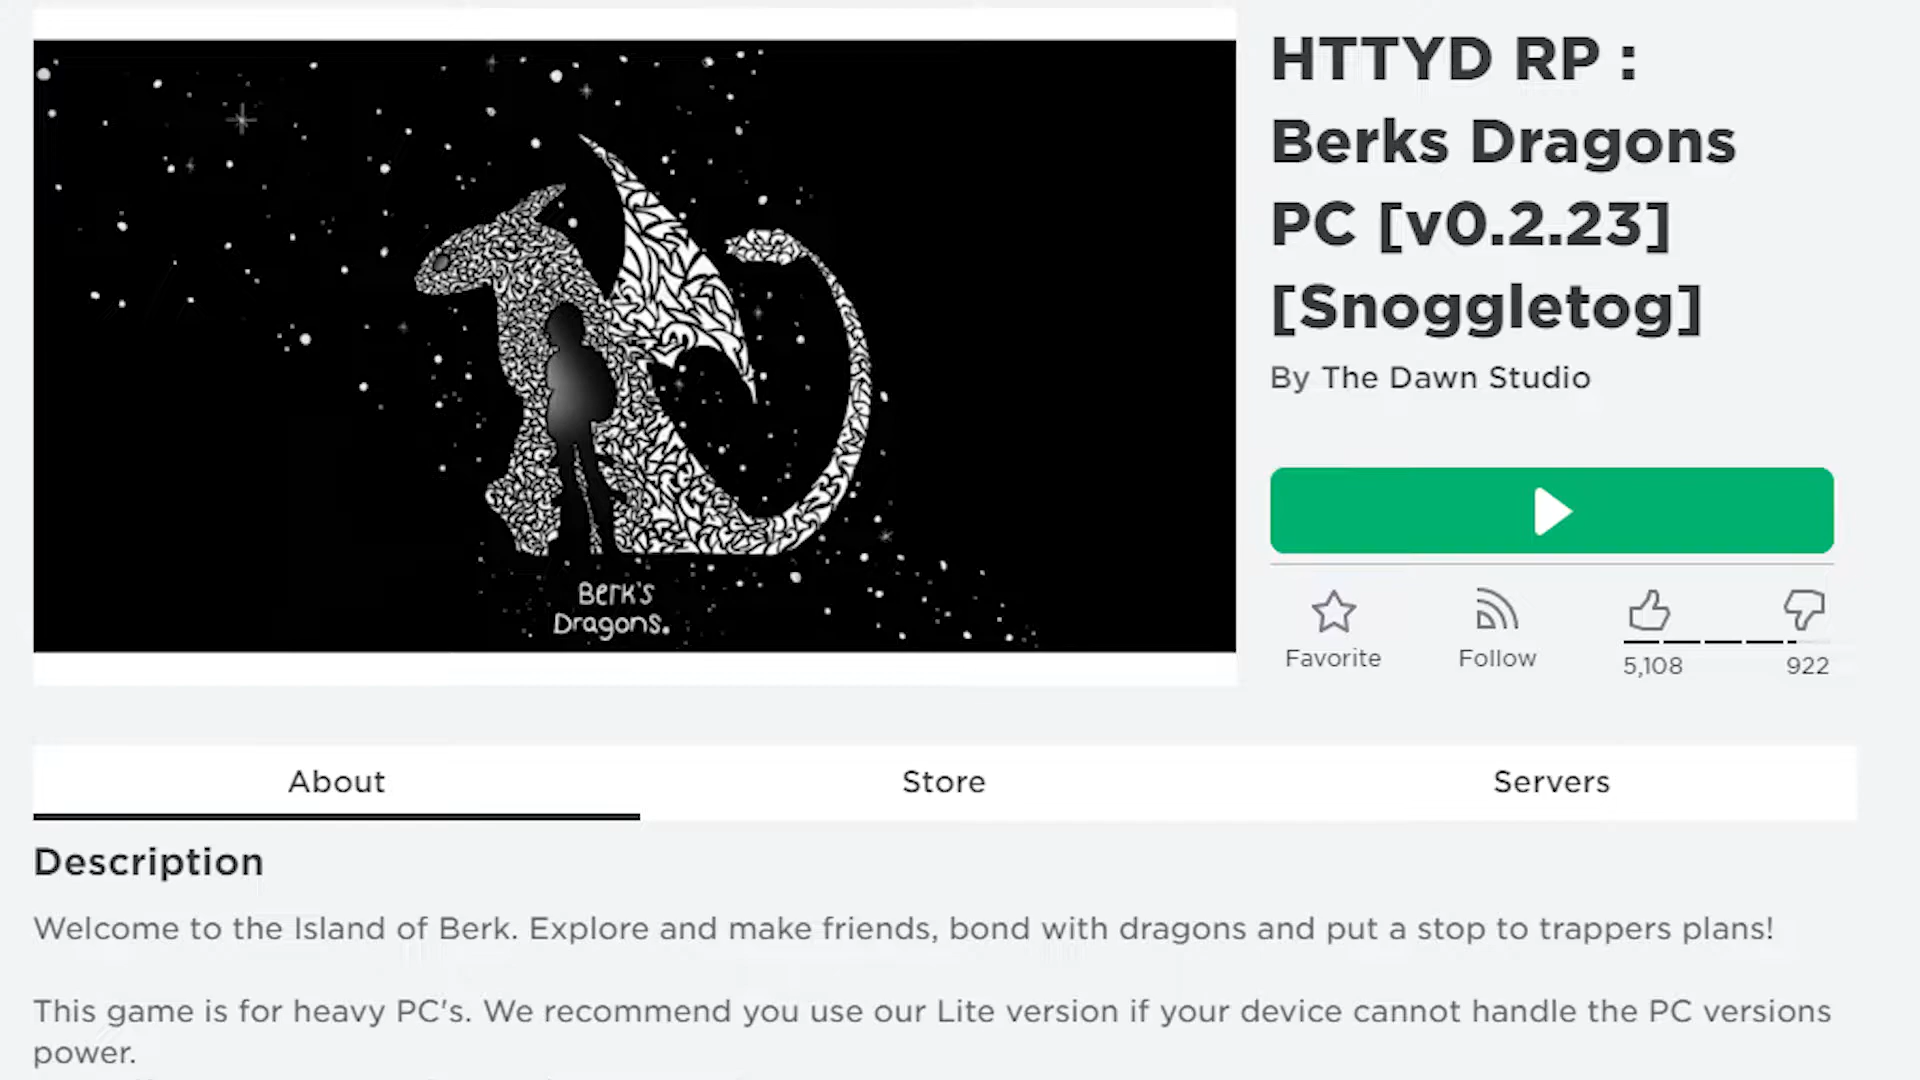 HTTYD RP :
Berks Dragons
PC [v0.2.23]
[Snoggletog]
By The Dawn Studio
Berk's
Dragons.
Favorite
Follow
5,108
922
About
Store
Servers
Description
Welcome to the Island of Berk. Explore and make friends, bond with dragons and put a stop to trappers plans!
This game is for heavy PC's. We recommend you use our Lite version if your device cannot handle the PC versions
power.